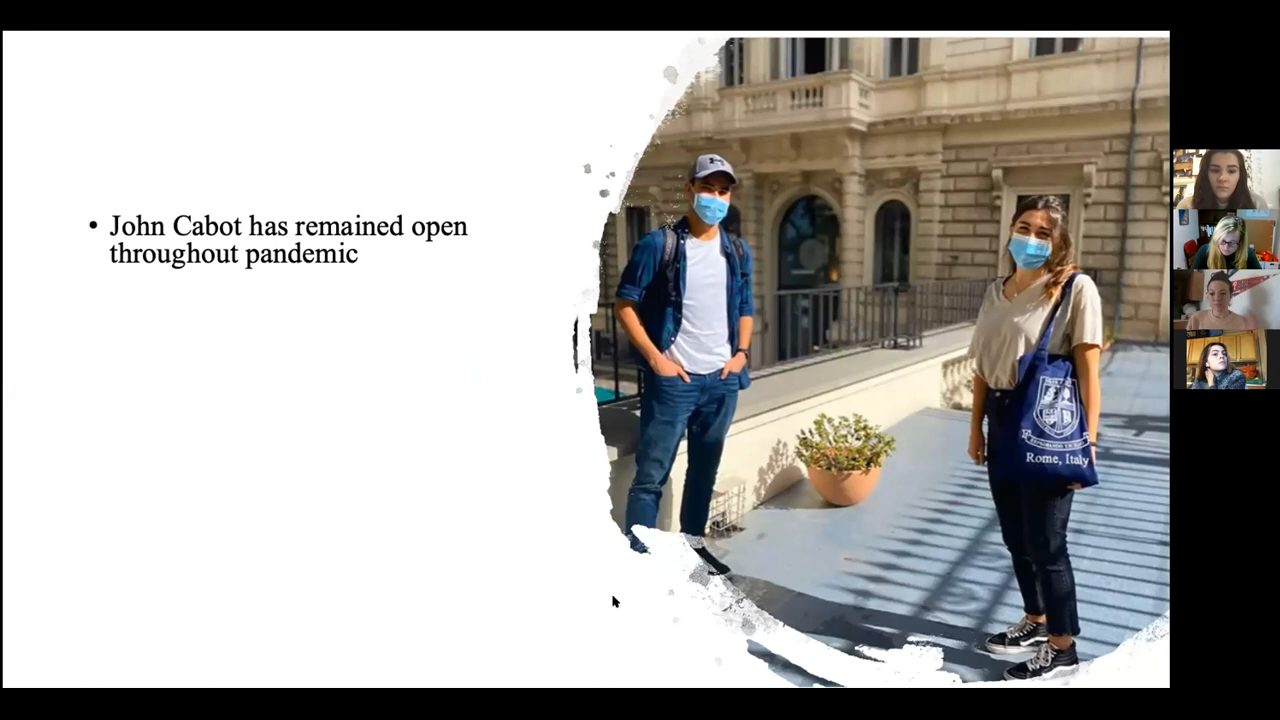 • John Cabot has remained open
throughout pandemic
Rome, Italy